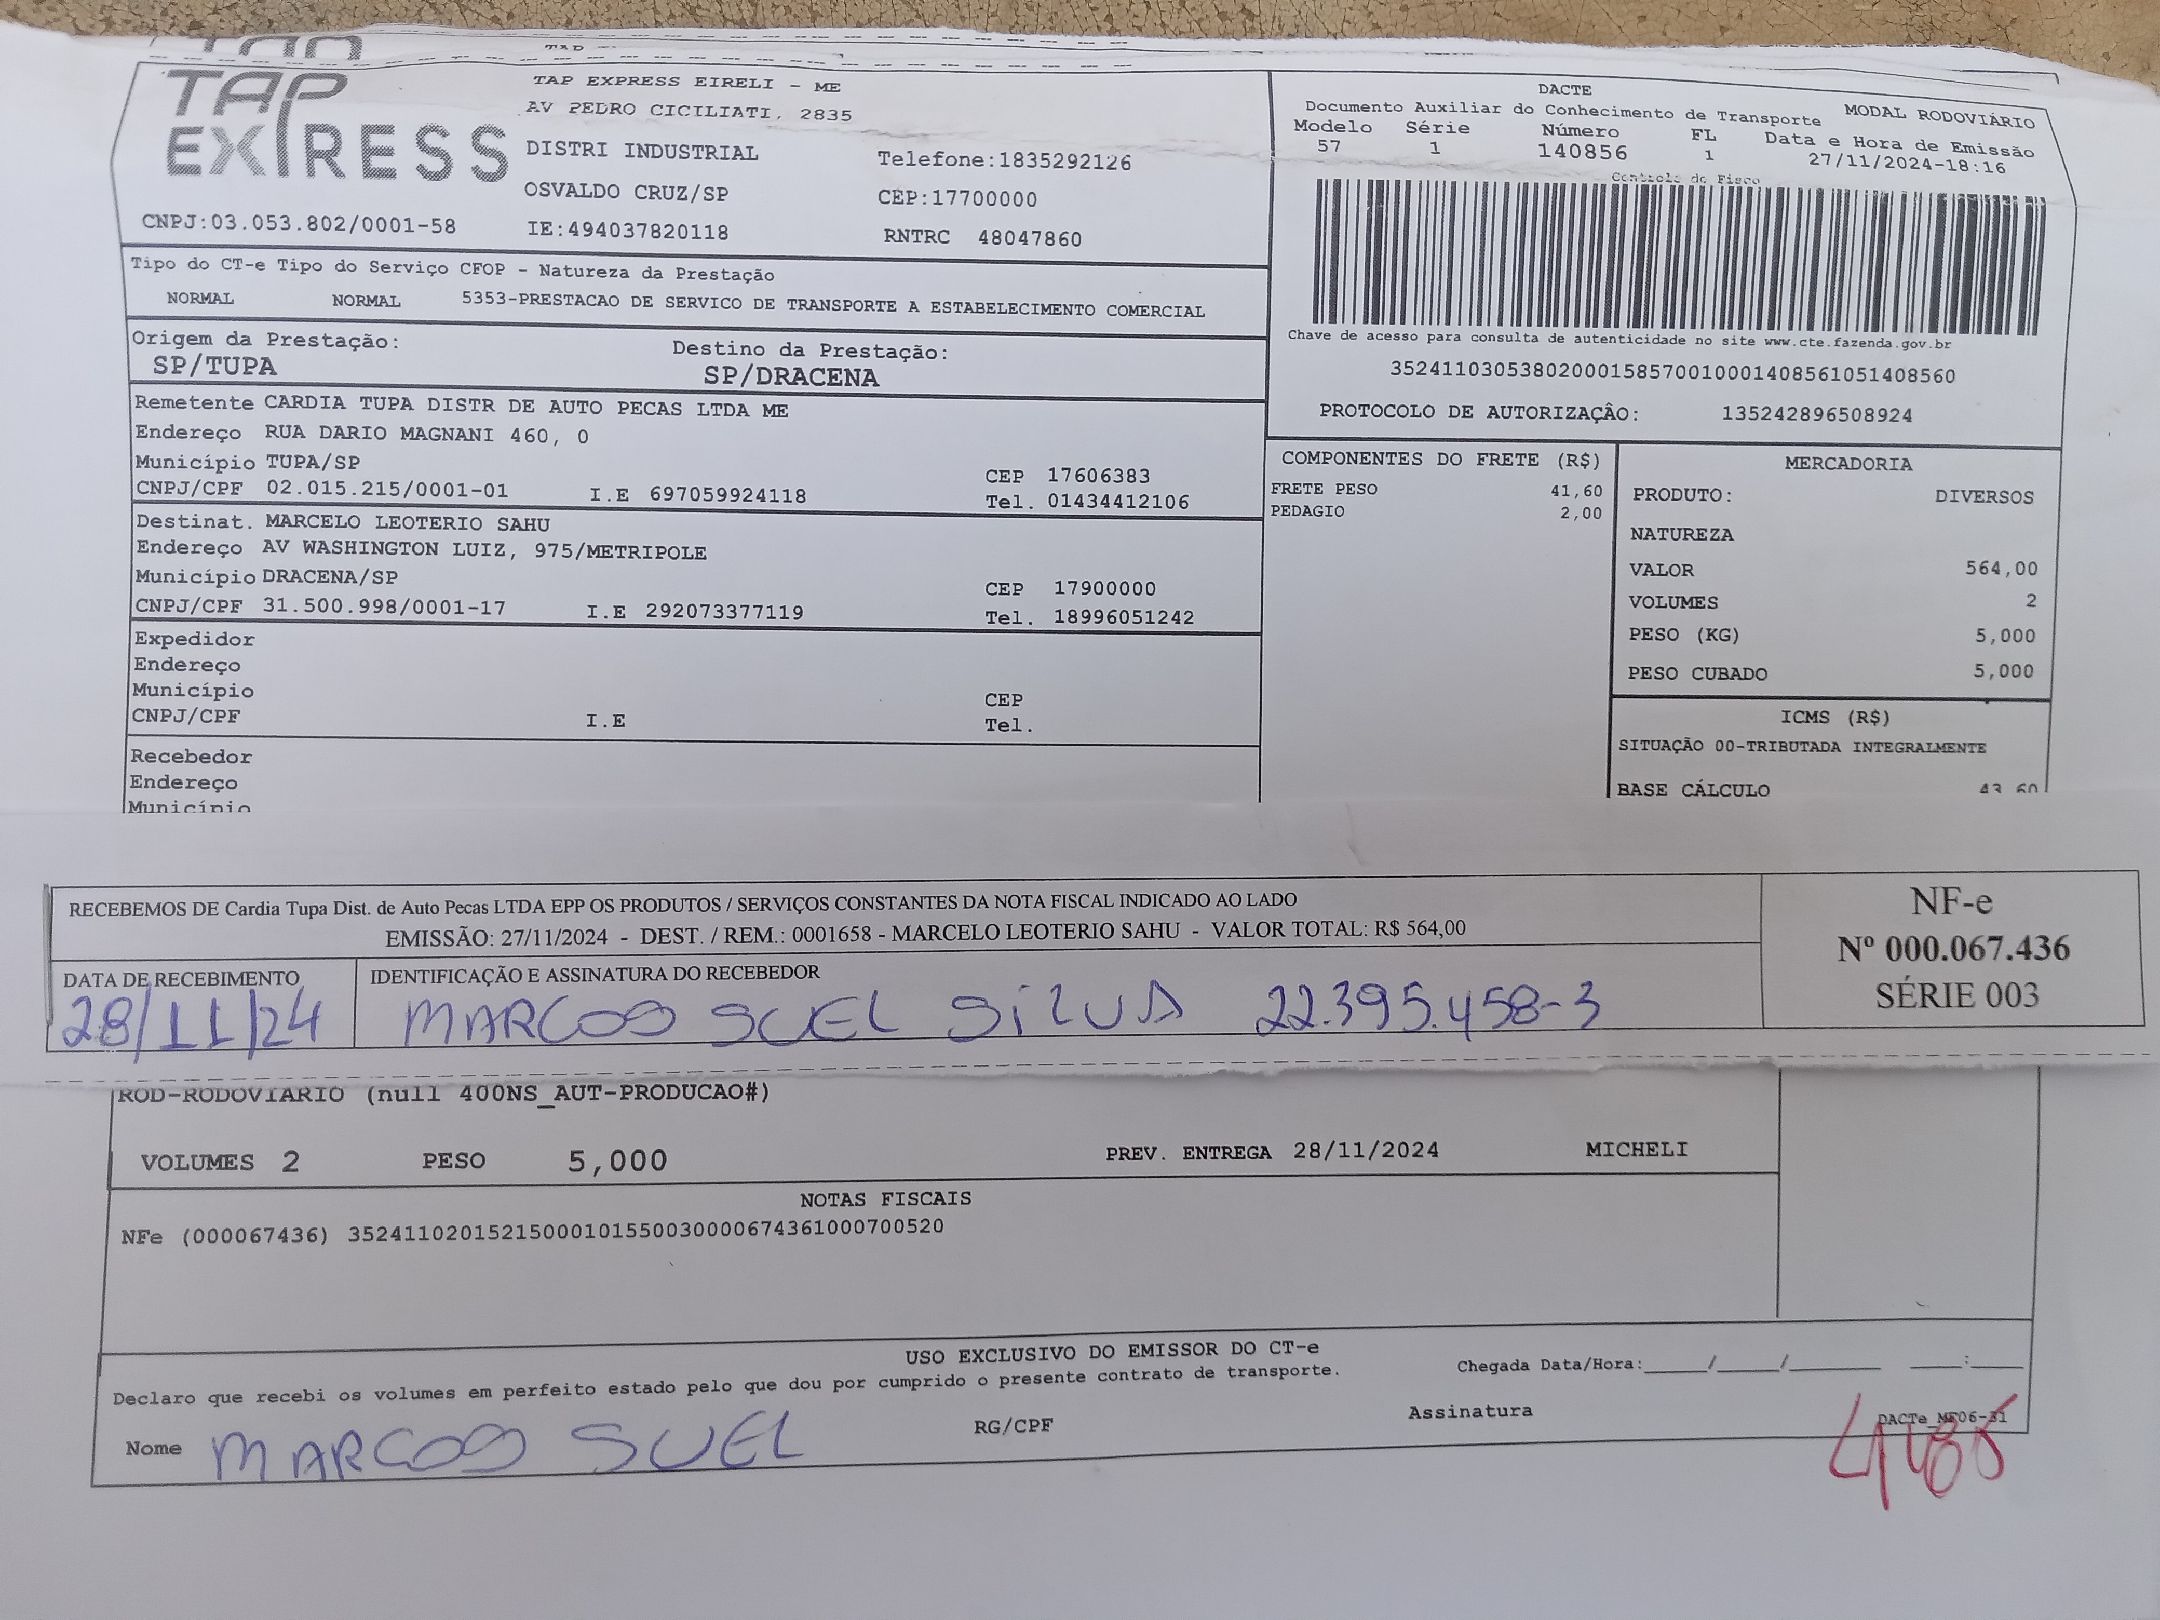 TAP EXPRESS
TAP EXPRESS EIRELI - ME
AV PEDRO CICILIATI, 2835
DISTRI INDUSTRIAL Telefone:1835292126
OSVALDO CRUZ/SP CEP:17700000
CNPJ:03.053.802/0001-58 IE:494037820118 RNTRC 48047860
DACTE
Documento Auxiliar do Conhecimento de Transporte MODAL RODOVIÁRIO
Modelo Série Número FL Data e Hora de Emissão
57 1 140856 1 27/11/2024-18:16
Controle do Fisco
Chave de acesso para consulta de autenticidade no site www.cte.fazenda.gov.br
35241103053802000158570010001408561051408560
PROTOCOLO DE AUTORIZAÇÂO: 135242896508924
Tipo do CT-e Tipo do Serviço CFOP - Natureza da Prestação
NORMAL NORMAL 5353-PRESTACAO DE SERVICO DE TRANSPORTE A ESTABELECIMENTO COMERCIAL
Origem da Prestação: Destino da Prestação:
SP/TUPA SP/DRACENA
Remetente CARDIA TUPA DISTR DE AUTO PECAS LTDA ME
Endereço RUA DARIO MAGNANI 460, 0
Município TUPA/SP CEP 17606383
CNPJ/CPF 02.015.215/0001-01 I.E 697059924118 Tel. 01434412106
Destinat. MARCELO LEOTERIO SAHU
Endereço AV WASHINGTON LUIZ, 975/METRIPOLE
Município DRACENA/SP CEP 17900000
CNPJ/CPF 31.500.998/0001-17 I.E 292073377119 Tel. 18996051242
Expedidor
Endereço
Município CEP
CNPJ/CPF I.E Tel.
Recebedor
Endereço
Município
COMPONENTES DO FRETE (R$)
FRETE PESO 41,60
PEDAGIO 2,00
MERCADORIA
PRODUTO: DIVERSOS
NATUREZA
VALOR 564,00
VOLUMES 2
PESO (KG) 5,000
PESO CUBADO 5,000
ICMS (R$)
SITUAÇÃO 00-TRIBUTADA INTEGRALMENTE
BASE CÁLCULO 43,60
RECEBEMOS DE Cardia Tupa Dist. de Auto Pecas LTDA EPP OS PRODUTOS / SERVIÇOS CONSTANTES DA NOTA FISCAL INDICADO AO LADO
EMISSÃO: 27/11/2024 - DEST. / REM.: 0001658 - MARCELO LEOTERIO SAHU - VALOR TOTAL: R$ 564,00
DATA DE RECEBIMENTO IDENTIFICAÇÃO E ASSINATURA DO RECEBEDOR
28/11/24 MARCOS SUEL SILVA 22.395.458-3
NF-e
Nº 000.067.436
SÉRIE 003
ROD-RODOVIARIO (null 400NS_AUT-PRODUCAO#)
VOLUMES 2 PESO 5,000 PREV. ENTREGA 28/11/2024 MICHELI
NOTAS FISCAIS
NFe (000067436) 35241102015215000101550030000674361000700520
USO EXCLUSIVO DO EMISSOR DO CT-e
Declaro que recebi os volumes em perfeito estado pelo que dou por cumprido o presente contrato de transporte. Chegada Data/Hora:_____/_____/_______ ____:____
Nome MARCOS SUEL RG/CPF Assinatura
DACTe_MF06-31